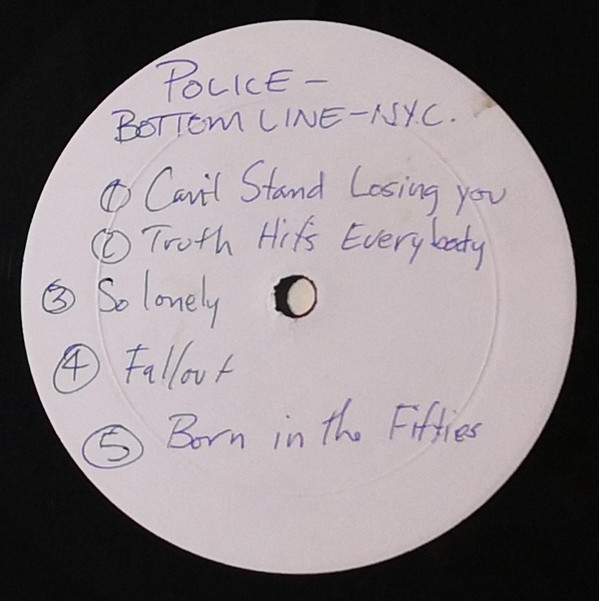 POLICE -
BOTTOM LINE - N.Y.C.
① Can't Stand Losing you
② Truth Hits Everybody
③ So lonely
④ Fallout
⑤ Born in the Fifties